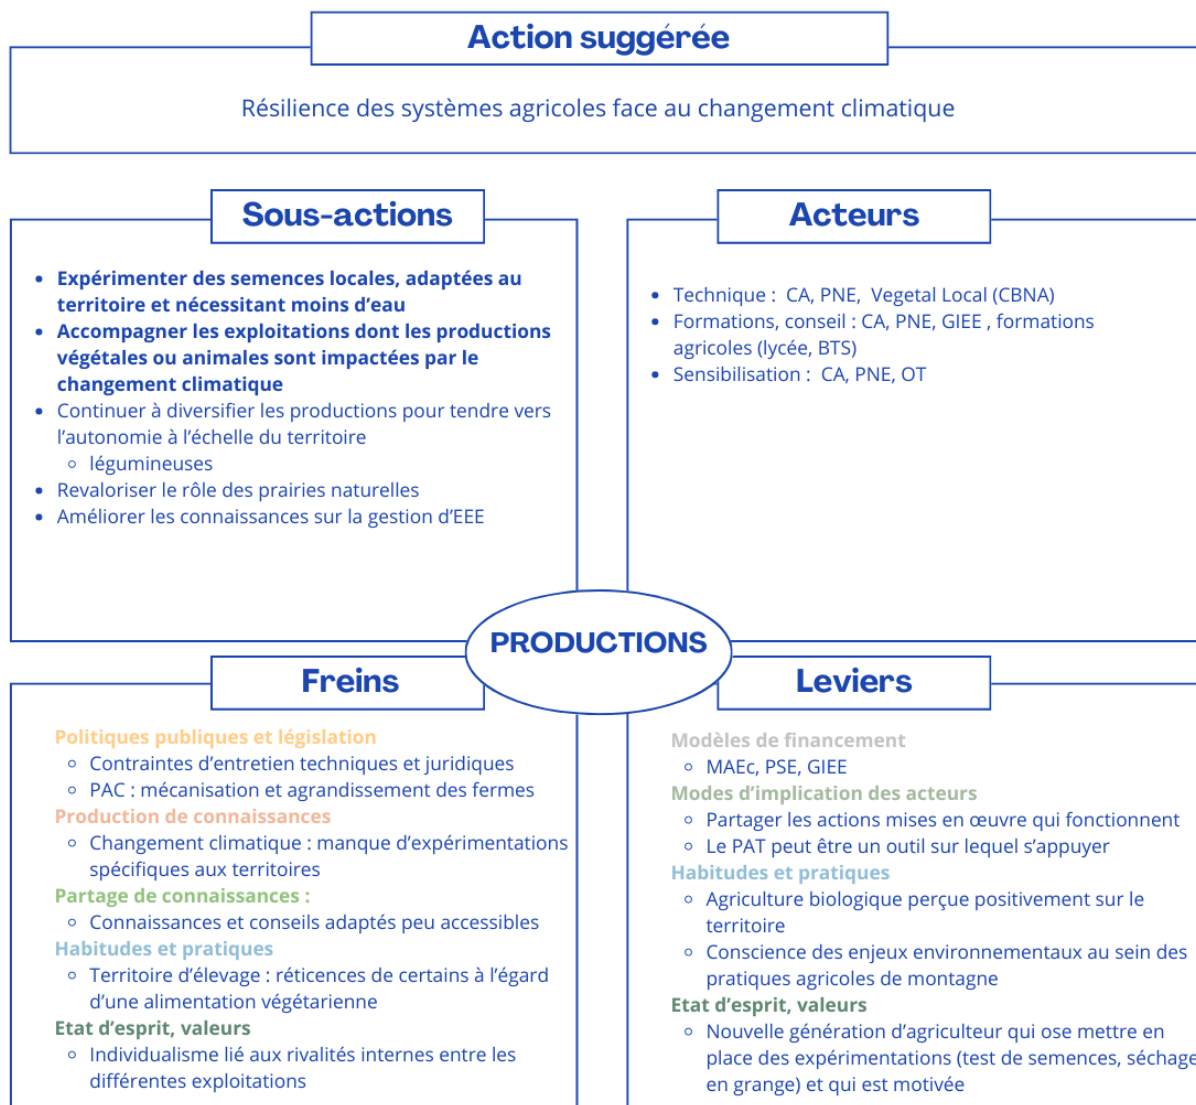 Action suggérée
Résilience des systèmes agricoles face au changement climatique
Sous-actions
• Expérimenter des semences locales, adaptées au
territoire et nécessitant moins d’eau
• Accompagner les exploitations dont les productions
végétales ou animales sont impactées par le
changement climatique
• Continuer à diversifier les productions pour tendre vers
l’autonomie à l’échelle du territoire
◦ légumineuses
• Revaloriser le rôle des prairies naturelles
• Améliorer les connaissances sur la gestion d’EEE
Acteurs
• Technique : CA, PNE, Vegetal Local (CBNA)
• Formations, conseil : CA, PNE, GIEE , formations
agricoles (lycée, BTS)
• Sensibilisation : CA, PNE, OT
PRODUCTIONS
Freins
Politiques publiques et législation
◦ Contraintes d’entretien techniques et juridiques
◦ PAC : mécanisation et agrandissement des fermes
Production de connaissances
◦ Changement climatique : manque d’expérimentations
spécifiques aux territoires
Partage de connaissances :
◦ Connaissances et conseils adaptés peu accessibles
Habitudes et pratiques
◦ Territoire d’élevage : réticences de certains à l’égard
d’une alimentation végétarienne
Etat d’esprit, valeurs
◦ Individualisme lié aux rivalités internes entre les
différentes exploitations
Leviers
Modèles de financement
◦ MAEc, PSE, GIEE
Modes d’implication des acteurs
◦ Partager les actions mises en œuvre qui fonctionnent
◦ Le PAT peut être un outil sur lequel s’appuyer
Habitudes et pratiques
◦ Agriculture biologique perçue positivement sur le
territoire
◦ Conscience des enjeux environnementaux au sein des
pratiques agricoles de montagne
Etat d’esprit, valeurs
◦ Nouvelle génération d’agriculteur qui ose mettre en
place des expérimentations (test de semences, séchage
en grange) et qui est motivée